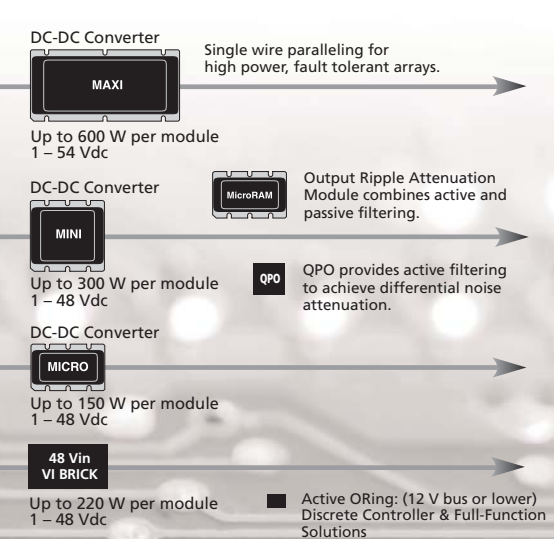 DC-DC Converter
MAXI
Single wire paralleling for
high power, fault tolerant arrays.
Up to 600 W per module
1 – 54 Vdc
DC-DC Converter
MINI
MicroRAM
Output Ripple Attenuation
Module combines active and
passive filtering.
Up to 300 W per module
1 – 48 Vdc
QPO
QPO provides active filtering
to achieve differential noise
attenuation.
DC-DC Converter
MICRO
Up to 150 W per module
1 – 48 Vdc
48 Vin
VI BRICK
Up to 220 W per module
1 – 48 Vdc
Active ORing: (12 V bus or lower)
Discrete Controller & Full-Function
Solutions